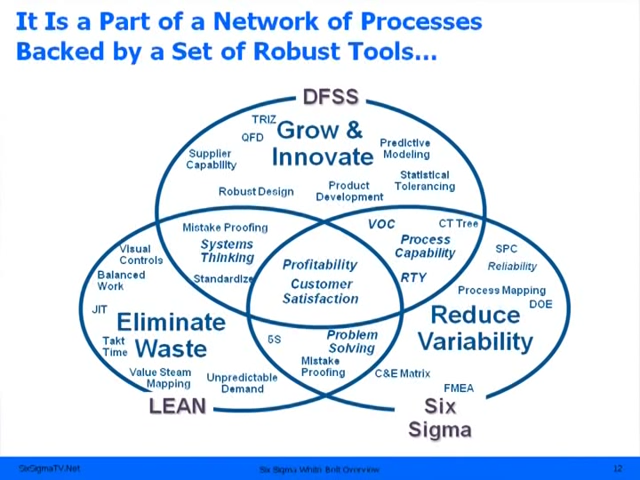 It Is a Part of a Network of Processes
Backed by a Set of Robust Tools...
DFSS
TRIZ
QFD
Grow &
Innovate
Supplier
Capability
Predictive
Modeling
Statistical
Tolerancing
Robust Design
Product
Development
Mistake Proofing
Systems
Thinking
Standardize
VOC
CT Tree
Process
Capability
RTY
Profitability
Customer
Satisfaction
Visual
Controls
Balanced
Work
JIT
Eliminate
Waste
Takt
Time
Value Steam
Mapping
Unpredictable
Demand
LEAN
5S
Problem
Solving
Mistake
Proofing
SPC
Reliability
Process Mapping
DOE
Reduce
Variability
C&E Matrix
FMEA
Six
Sigma
SixSigmaTV.Net
Six Sigma White Belt Overview
12